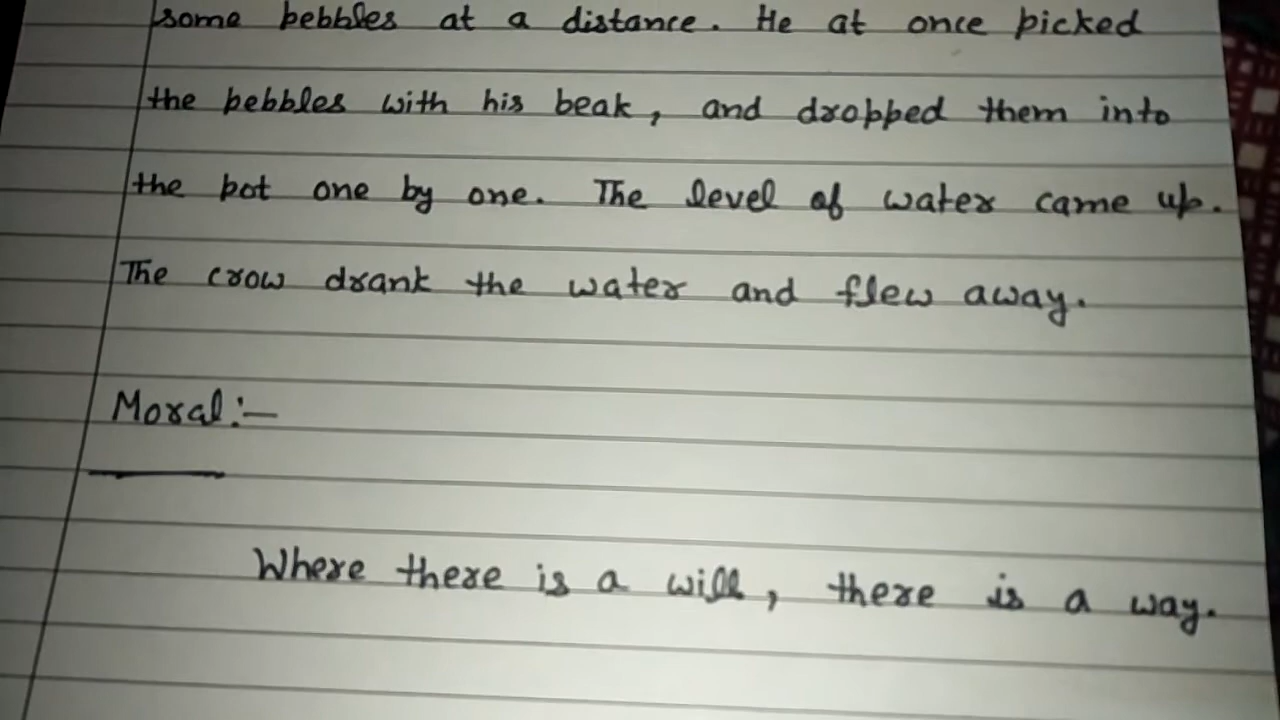 some pebbles at a distance. He at once picked
the pebbles with his beak, and dropped them into
the pot one by one. The level of water came up.
The crow drank the water and flew away.
Moral:-
Where there is a will, there is a way.